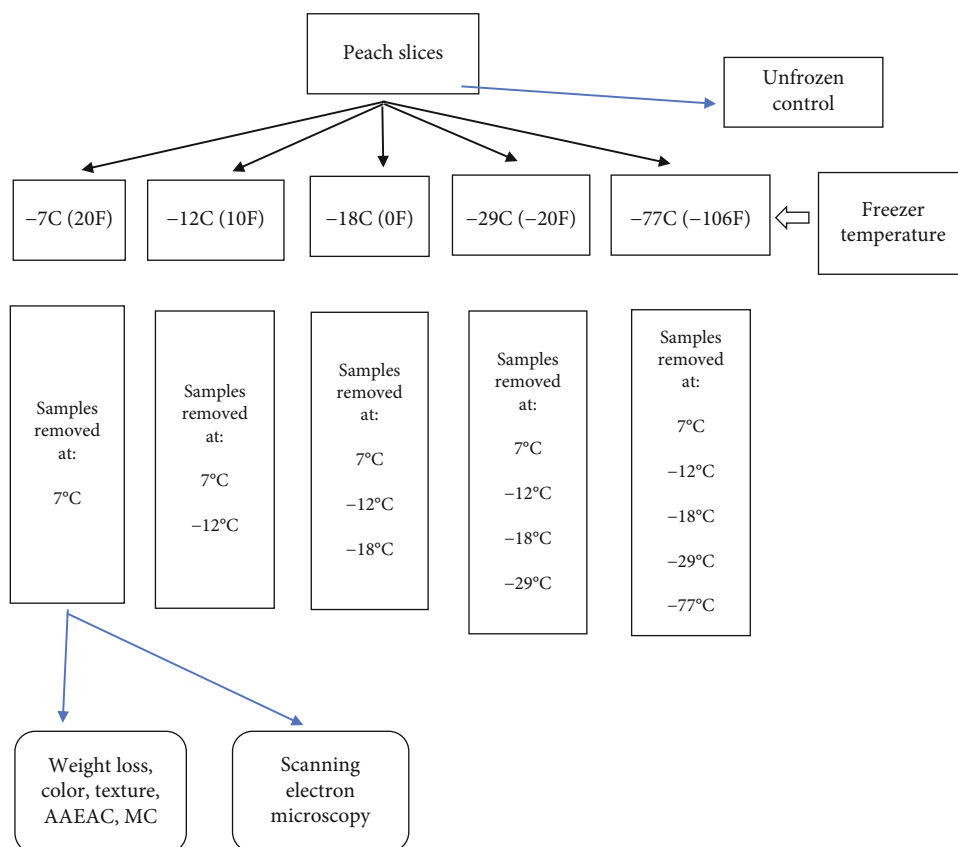 Peach slices
Unfrozen
control
−7C (20F)
−12C (10F)
−18C (0F)
−29C (−20F)
−77C (−106F)
Freezer
temperature
Samples
removed
at:
7°C
Samples
removed
at:
7°C
−12°C
Samples
removed
at:
7°C
−12°C
−18°C
Samples
removed
at:
7°C
−12°C
−18°C
−29°C
Samples
removed
at:
7°C
−12°C
−18°C
−29°C
−77°C
Weight loss,
color, texture,
AAEAC, MC
Scanning
electron
microscopy